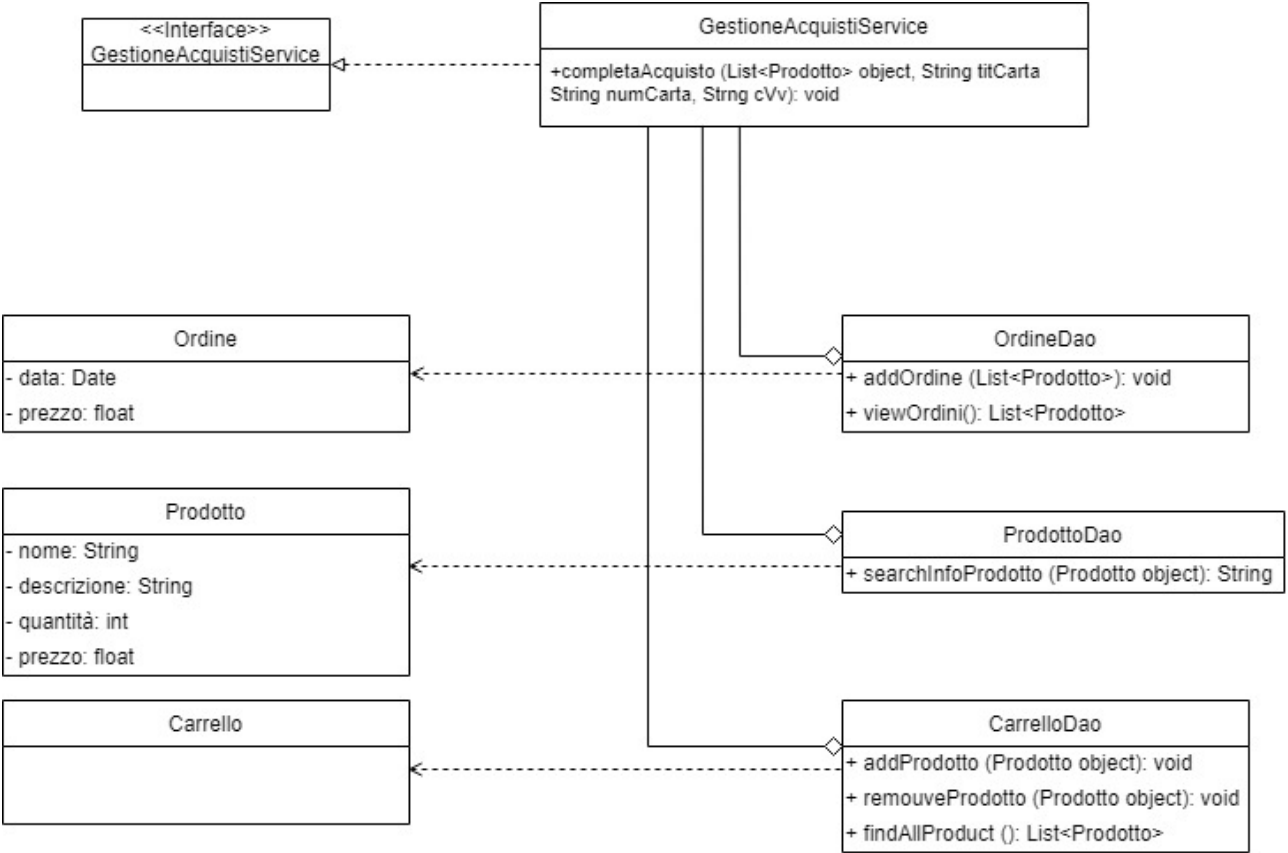 <<Interface>>
GestioneAcquistiService
GestioneAcquistiService
+completaAcquisto (List<Prodotto> object, String titCarta
String numCarta, Strng cVv): void
Ordine
- data: Date
- prezzo: float
OrdineDao
+ addOrdine (List<Prodotto>): void
+ viewOrdini(): List<Prodotto>
Prodotto
- nome: String
- descrizione: String
- quantità: int
- prezzo: float
ProdottoDao
+ searchInfoProdotto (Prodotto object): String
Carrello
CarrelloDao
+ addProdotto (Prodotto object): void
+ remouveProdotto (Prodotto object): void
+ findAllProduct (): List<Prodotto>